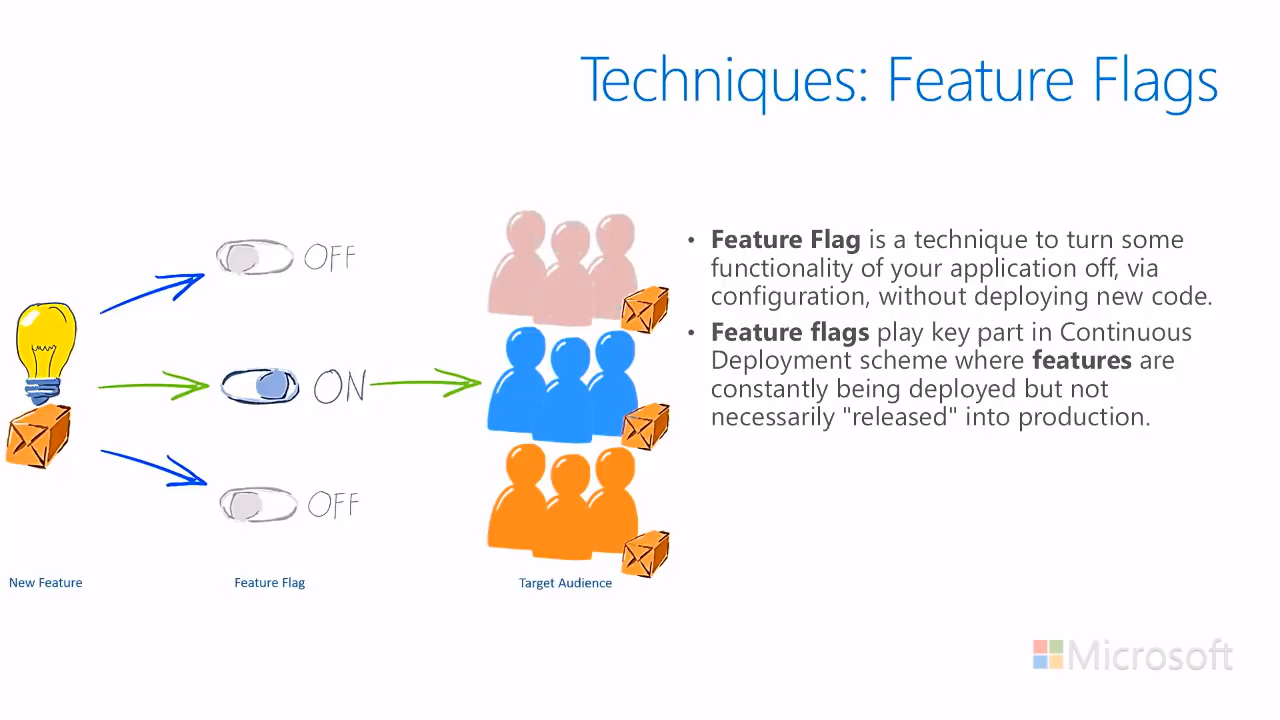 Techniques: Feature Flags
OFF
ON
OFF
New Feature
Feature Flag
Target Audience
• Feature Flag is a technique to turn some
functionality of your application off, via
configuration, without deploying new code.
• Feature flags play key part in Continuous
Deployment scheme where features are
constantly being deployed but not
necessarily "released" into production.
Microsoft